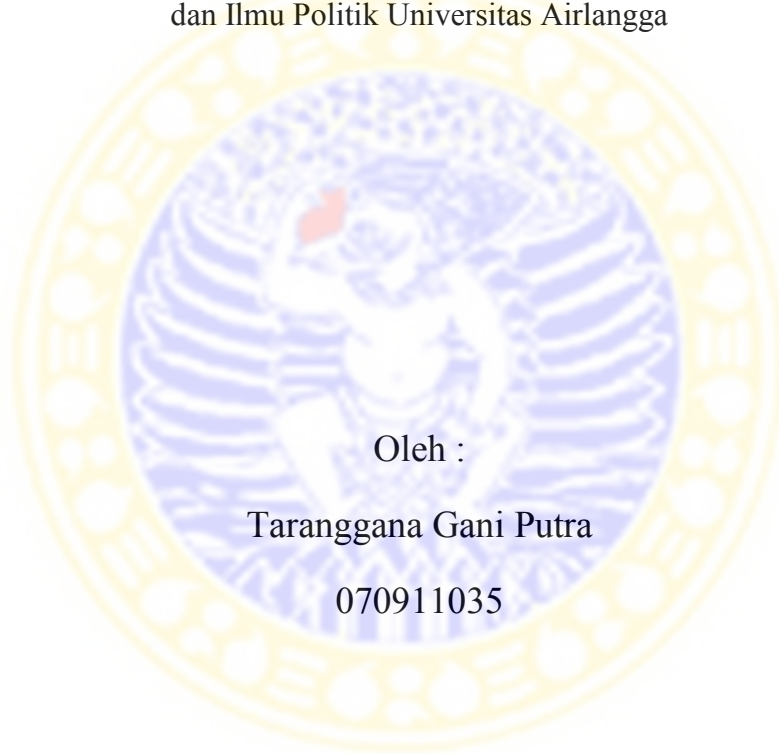 dan Ilmu Politik Universitas Airlangga
Oleh :
Taranggana Gani Putra
070911035